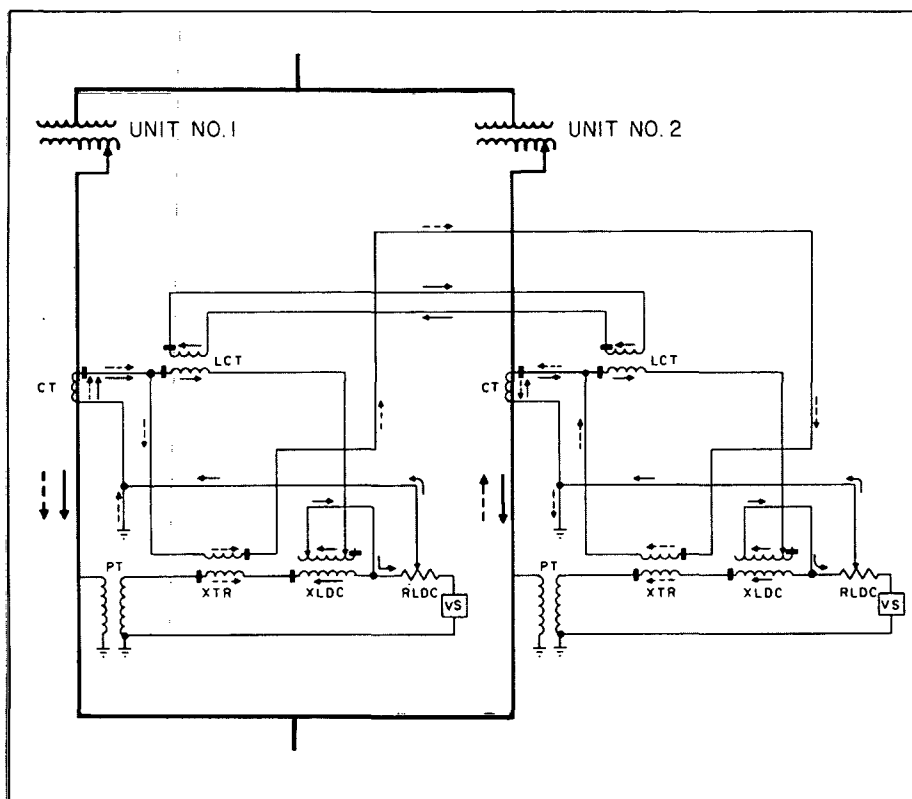 UNIT NO. 1
UNIT NO. 2
LCT
LCT
CT
CT
PT
PT
XTR
XLDC
RLDC
VS
XTR
XLDC
RLDC
VS